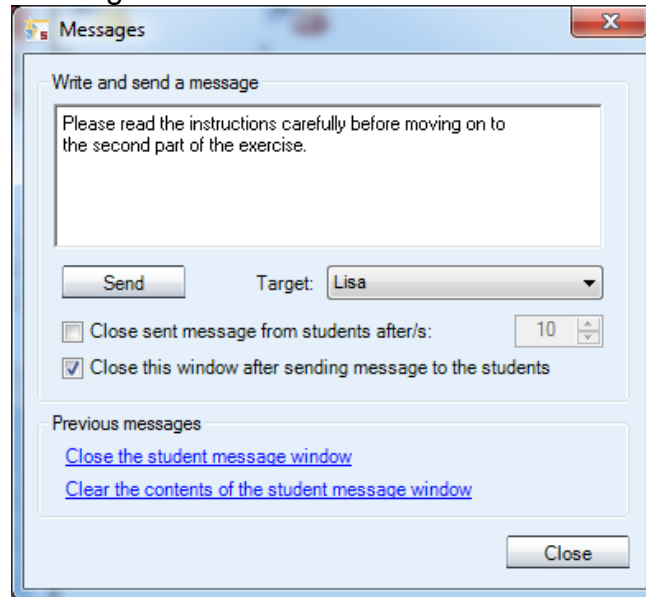 Messages
Write and send a message
Please read the instructions carefully before moving on to
the second part of the exercise.
Send Target: Lisa
Close sent message from students after/s: 10
Close this window after sending message to the students
Previous messages
Close the student message window
Clear the contents of the student message window
Close